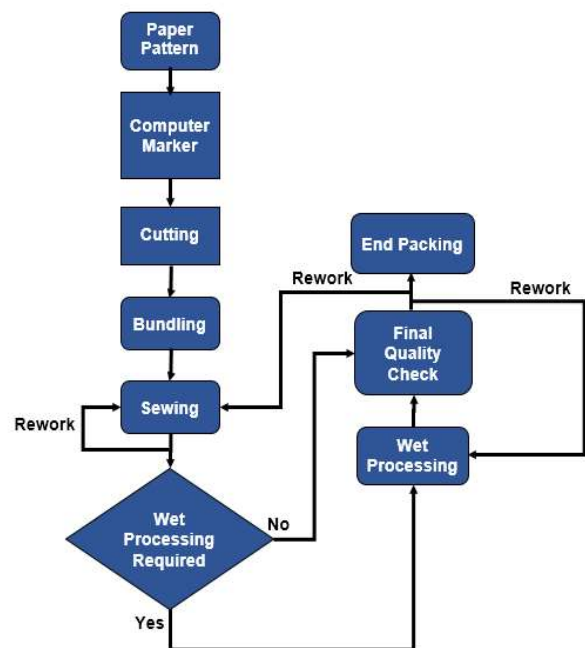 Paper
Pattern
Computer
Marker
Cutting
Bundling
Sewing
Rework
Wet
Processing
Required
No
Yes
End Packing
Rework
Rework
Final
Quality
Check
Wet
Processing